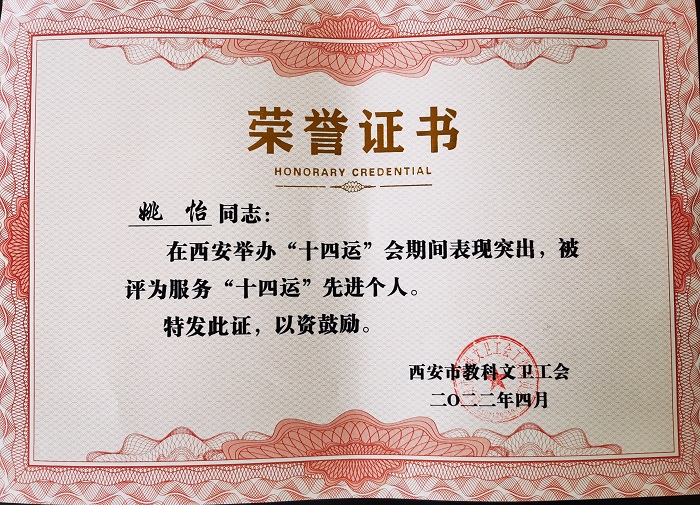 荣誉证书
HONORARY CREDENTIAL
姚 怡 同志：
在西安举办“十四运”会期间表现突出，被
评为服务“十四运”先进个人。
特发此证，以资鼓励。
西安市教科文卫工会
二〇二二年四月